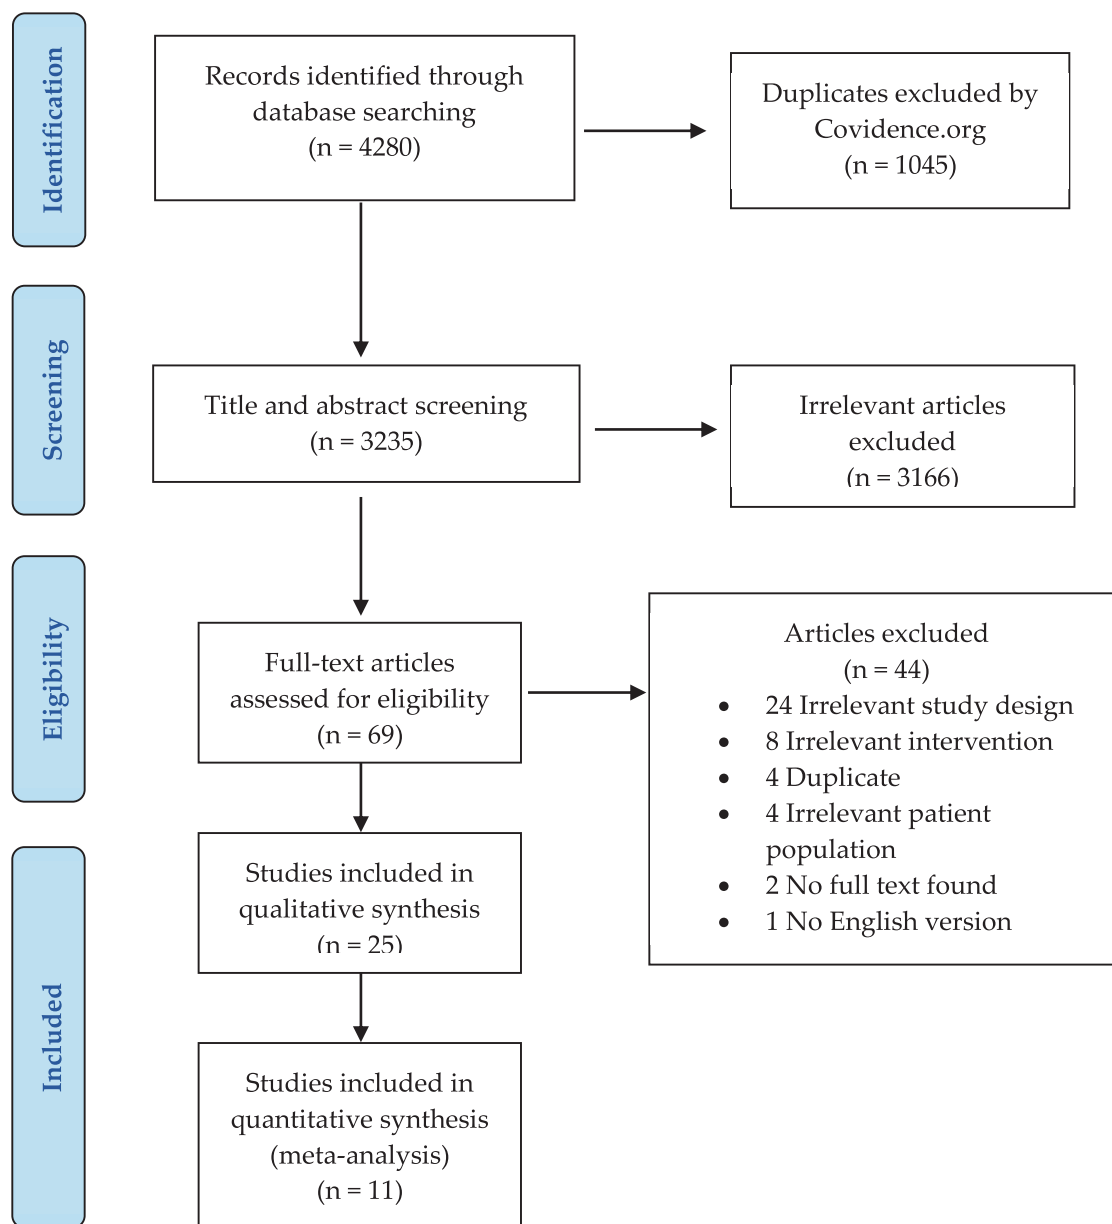 Identification
Records identified through
database searching
(n = 4280)
Duplicates excluded by
Covidence.org
(n = 1045)
Screening
Title and abstract screening
(n = 3235)
Irrelevant articles
excluded
(n = 3166)
Eligibility
Full-text articles
assessed for eligibility
(n = 69)
Articles excluded
(n = 44)
• 24 Irrelevant study design
• 8 Irrelevant intervention
• 4 Duplicate
• 4 Irrelevant patient
population
• 2 No full text found
• 1 No English version
Included
Studies included in
qualitative synthesis
(n = 25)
Studies included in
quantitative synthesis
(meta-analysis)
(n = 11)